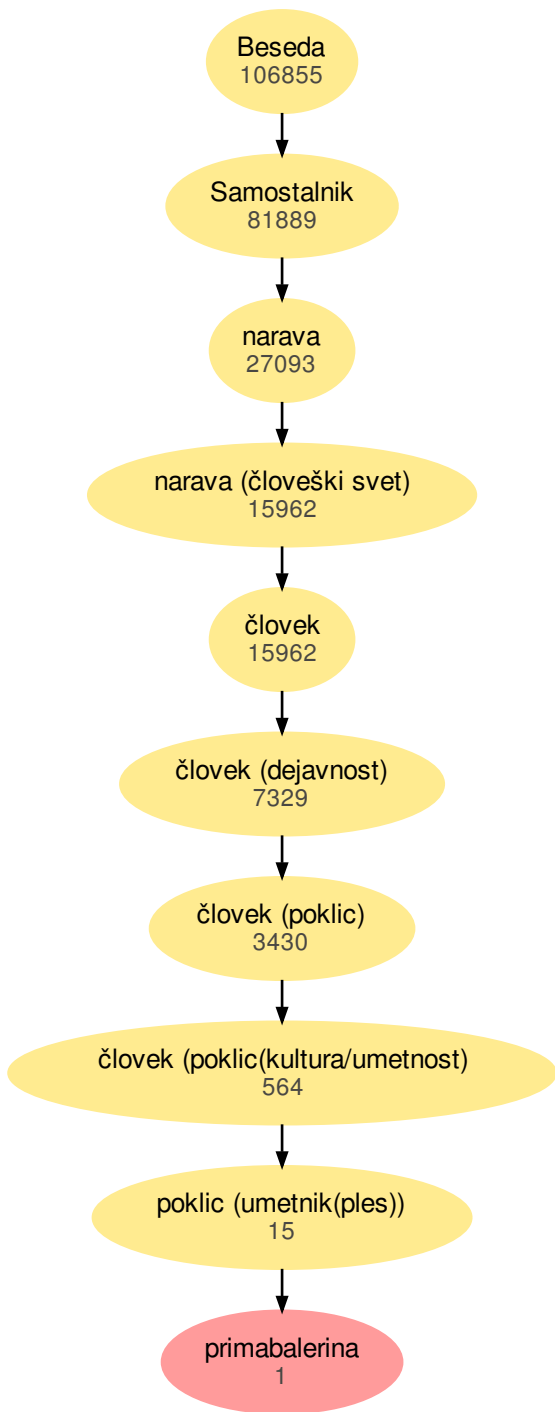 Beseda
106855
Samostalnik
81889
narava
27093
narava (človeški svet)
15962
človek
15962
človek (dejavnost)
7329
človek (poklic)
3430
človek (poklic(kultura/umetnost)
564
poklic (umetnik(ples))
15
primabalerina
1